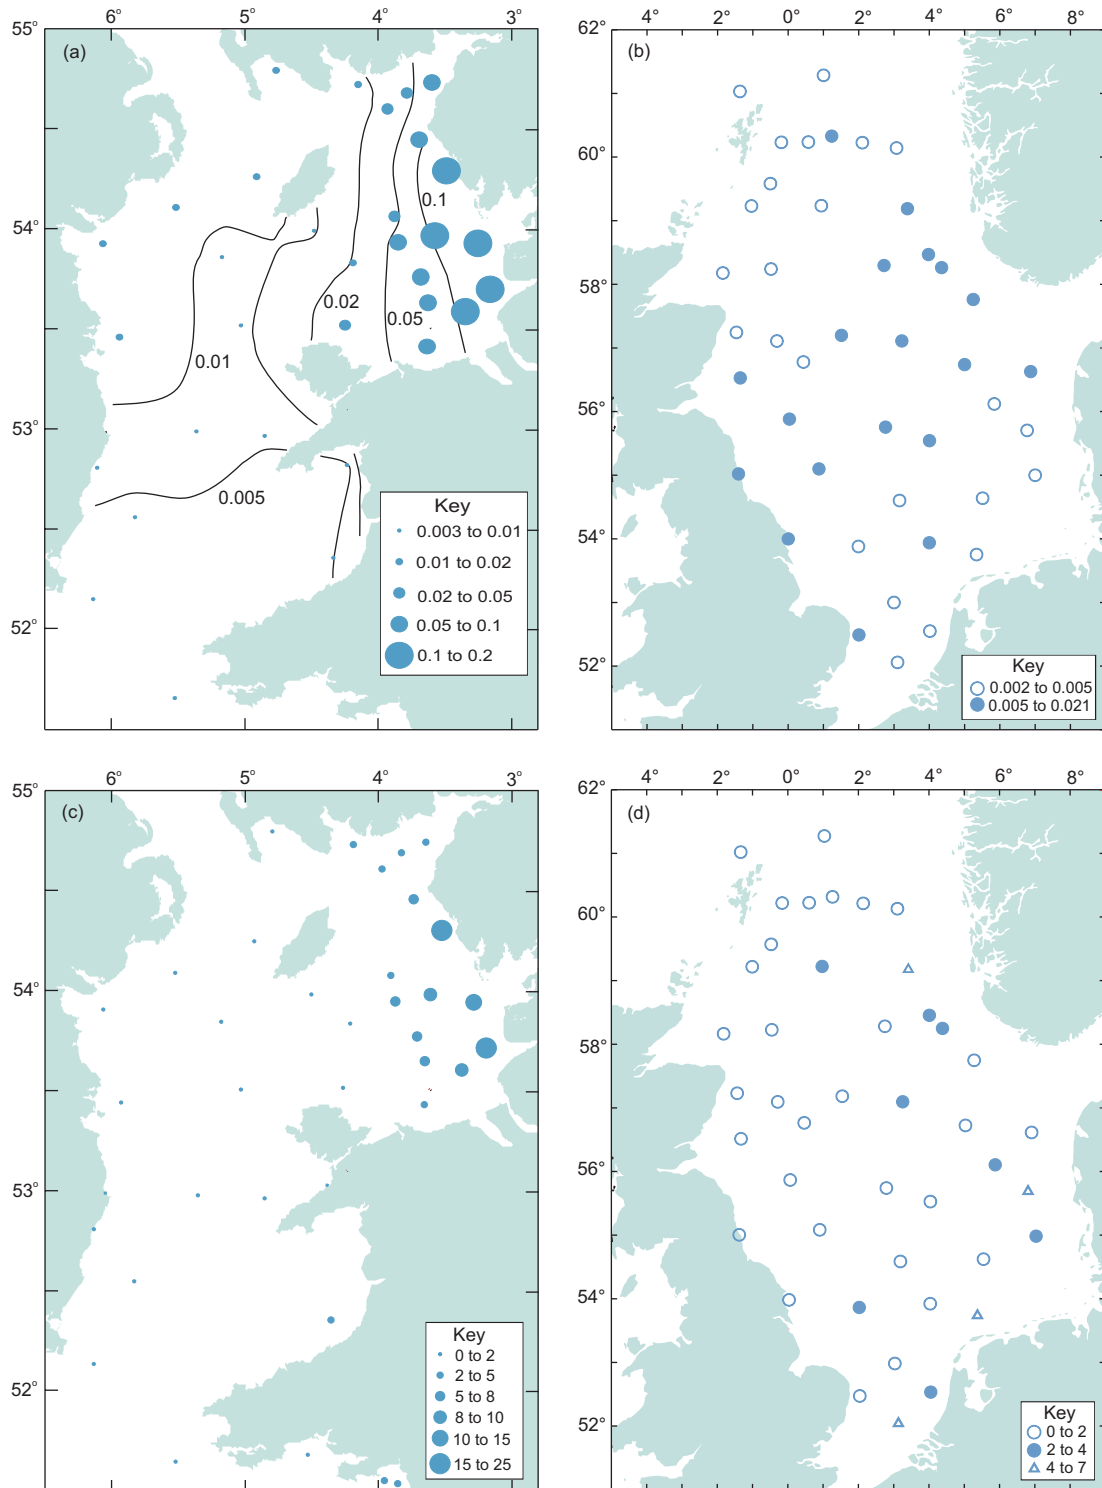 6° 5° 4° 3°
55°
54°
53°
52°
(a)
0.1
0.02
0.05
0.01
0.005
Key
0.003 to 0.01
0.01 to 0.02
0.02 to 0.05
0.05 to 0.1
0.1 to 0.2
4° 2° 0° 2° 4° 6° 8°
62°
60°
58°
56°
54°
52°
(b)
Key
0.002 to 0.005
0.005 to 0.021
6° 5° 4° 3°
55°
54°
53°
52°
(c)
Key
0 to 2
2 to 5
5 to 8
8 to 10
10 to 15
15 to 25
4° 2° 0° 2° 4° 6° 8°
62°
60°
58°
56°
54°
52°
(d)
Key
0 to 2
2 to 4
4 to 7